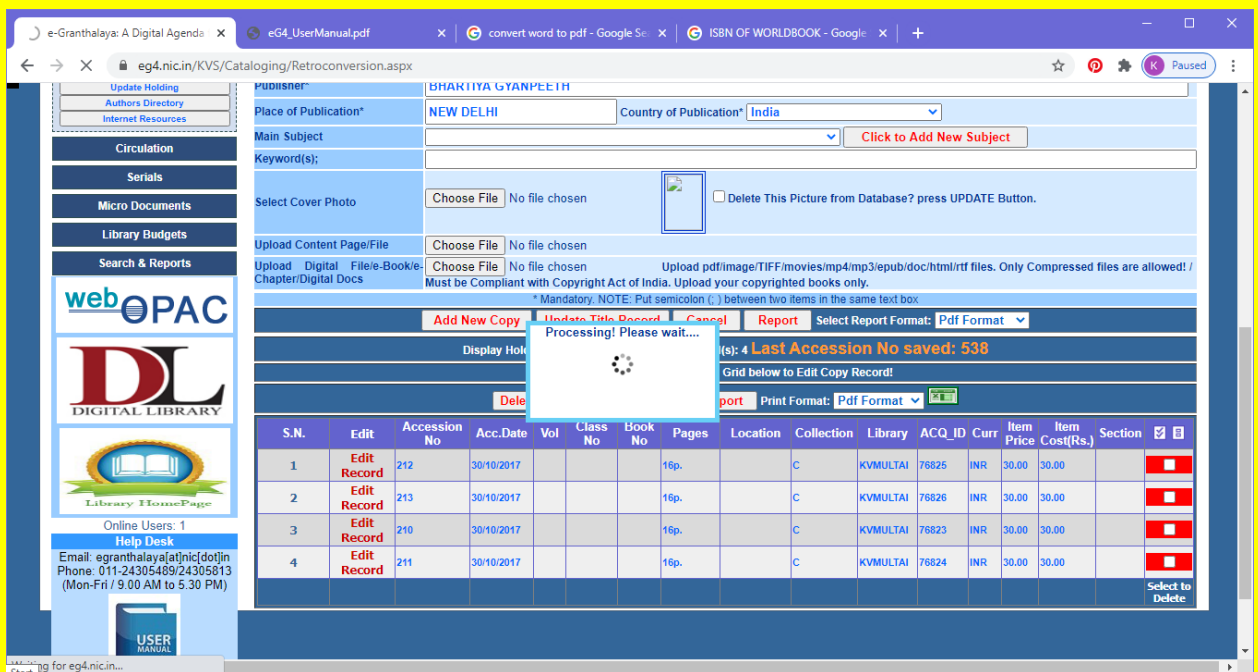 e-Granthalaya: A Digital Agenda
eG4_UserManual.pdf
convert word to pdf - Google Se
ISBN OF WORLDBOOK - Google
eg4.nic.in/KVS/Cataloging/Retroconversion.aspx
K Paused
Update Holding
Authors Directory
Internet Resources
Circulation
Serials
Micro Documents
Library Budgets
Search & Reports
webOPAC
DL
DIGITAL LIBRARY
Library HomePage
Online Users: 1
Help Desk
Email: egranthalaya[at]nic[dot]in
Phone: 011-24305489/24305813
(Mon-Fri / 9.00 AM to 5.30 PM)
USER
MANUAL
Publisher* BHARTIYA GYANPEETH
Place of Publication* NEW DELHI Country of Publication* India
Main Subject Click to Add New Subject
Keyword(s);
Select Cover Photo Choose File No file chosen Delete This Picture from Database? press UPDATE Button.
Upload Content Page/File Choose File No file chosen
Upload Digital File/e-Book/e-Chapter/Digital Docs Choose File No file chosen Upload pdf/image/TIFF/movies/mp4/mp3/epub/doc/html/rtf files. Only Compressed files are allowed! /
Must be Compliant with Copyright Act of India. Upload your copyrighted books only.
* Mandatory. NOTE: Put semicolon (; ) between two items in the same text box
Add New Copy Update Title Record Cancel Report Select Report Format: Pdf Format
Processing! Please wait....
Display Hol (s): 4 Last Accession No saved: 538
Grid below to Edit Copy Record!
Dele port Print Format: Pdf Format
S.N. Edit Accession No Acc.Date Vol Class No Book No Pages Location Collection Library ACQ_ID Curr Item Price Item Cost(Rs.) Section
1 Edit Record 212 30/10/2017 16p. C KVMULTAI 76825 INR 30.00 30.00
2 Edit Record 213 30/10/2017 16p. C KVMULTAI 76826 INR 30.00 30.00
3 Edit Record 210 30/10/2017 16p. C KVMULTAI 76823 INR 30.00 30.00
4 Edit Record 211 30/10/2017 16p. C KVMULTAI 76824 INR 30.00 30.00
Select to Delete
Waiting for eg4.nic.in...